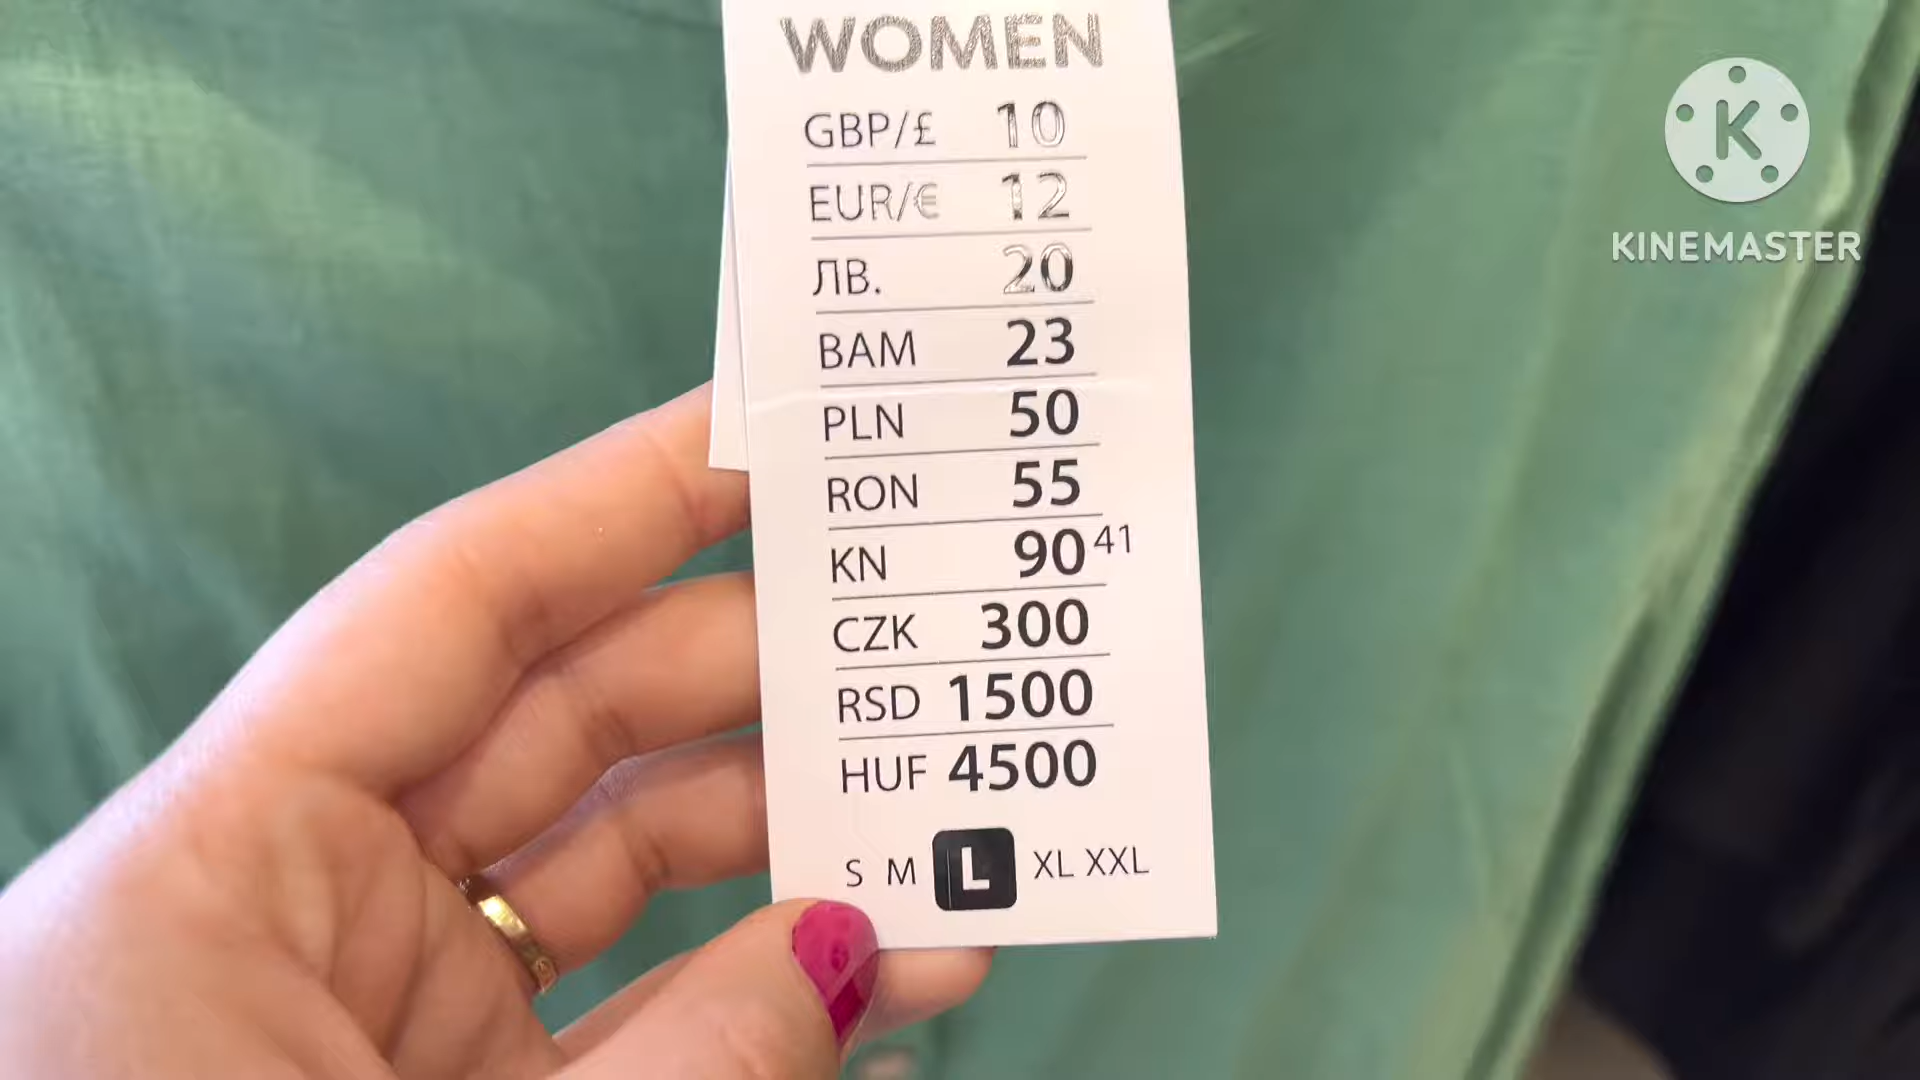 WOMEN
GBP/£ 10
EUR/€ 12
ЛВ. 20
BAM 23
PLN 50
RON 55
KN 90 41
CZK 300
RSD 1500
HUF 4500
S M L XL XXL
K
KINEMASTER